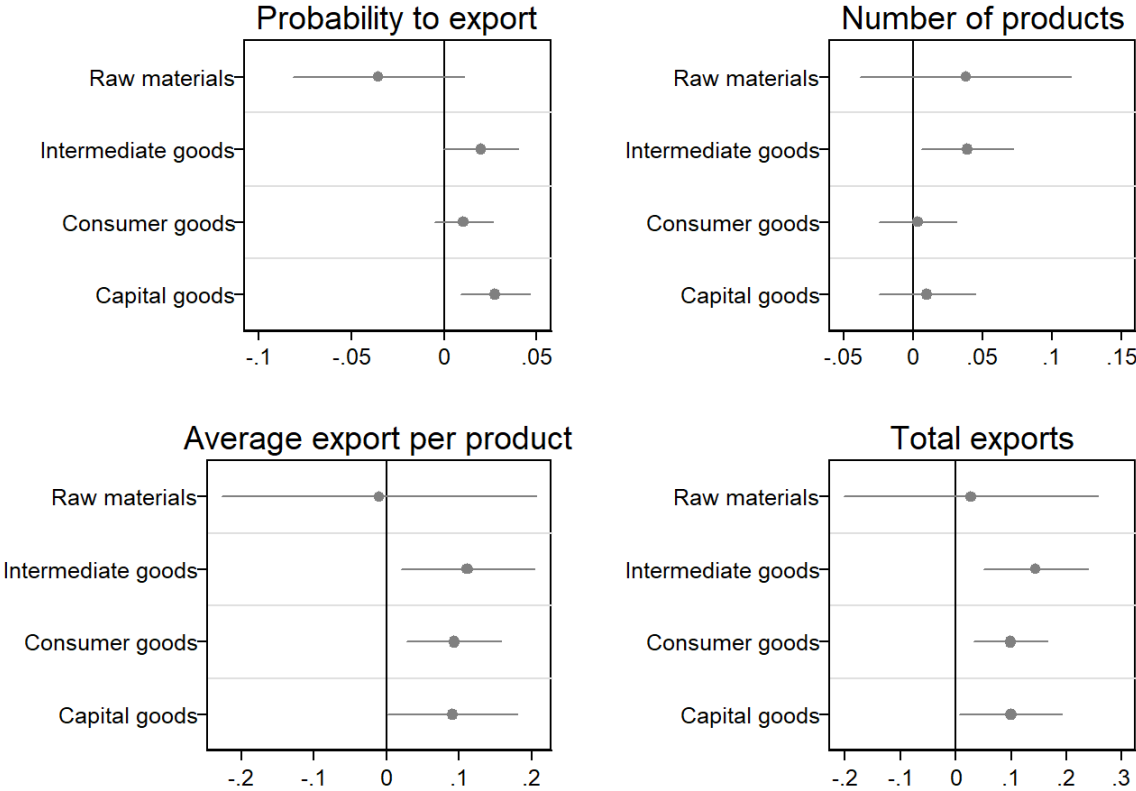 Probability to export
Raw materials
Intermediate goods
Consumer goods
Capital goods
-.1 -.05 0 .05
Number of products
Raw materials
Intermediate goods
Consumer goods
Capital goods
-.05 0 .05 .1 .15
Average export per product
Raw materials
Intermediate goods
Consumer goods
Capital goods
-.2 -.1 0 .1 .2
Total exports
Raw materials
Intermediate goods
Consumer goods
Capital goods
-.2 -.1 0 .1 .2 .3